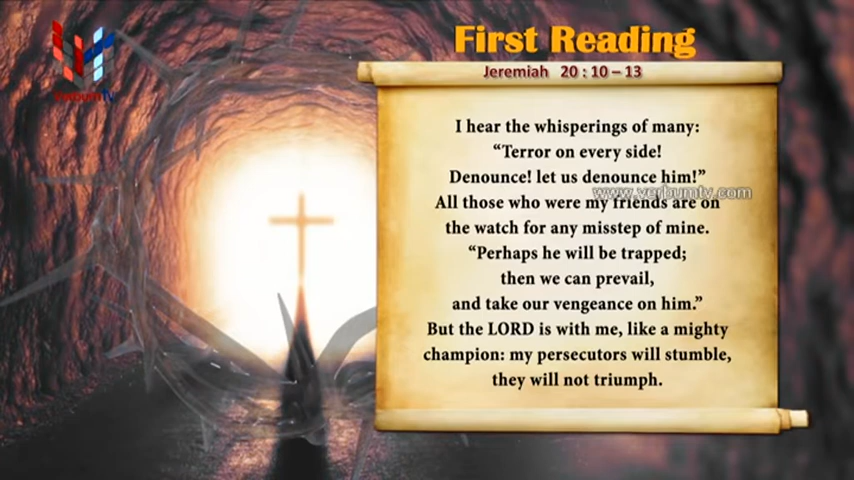 VerbumTV
First Reading
Jeremiah 20 : 10 – 13
I hear the whisperings of many:
“Terror on every side!
Denounce! let us denounce him!”
www.verbumtv.com
All those who were my friends are on
the watch for any misstep of mine.
“Perhaps he will be trapped;
then we can prevail,
and take our vengeance on him.”
But the LORD is with me, like a mighty
champion: my persecutors will stumble,
they will not triumph.